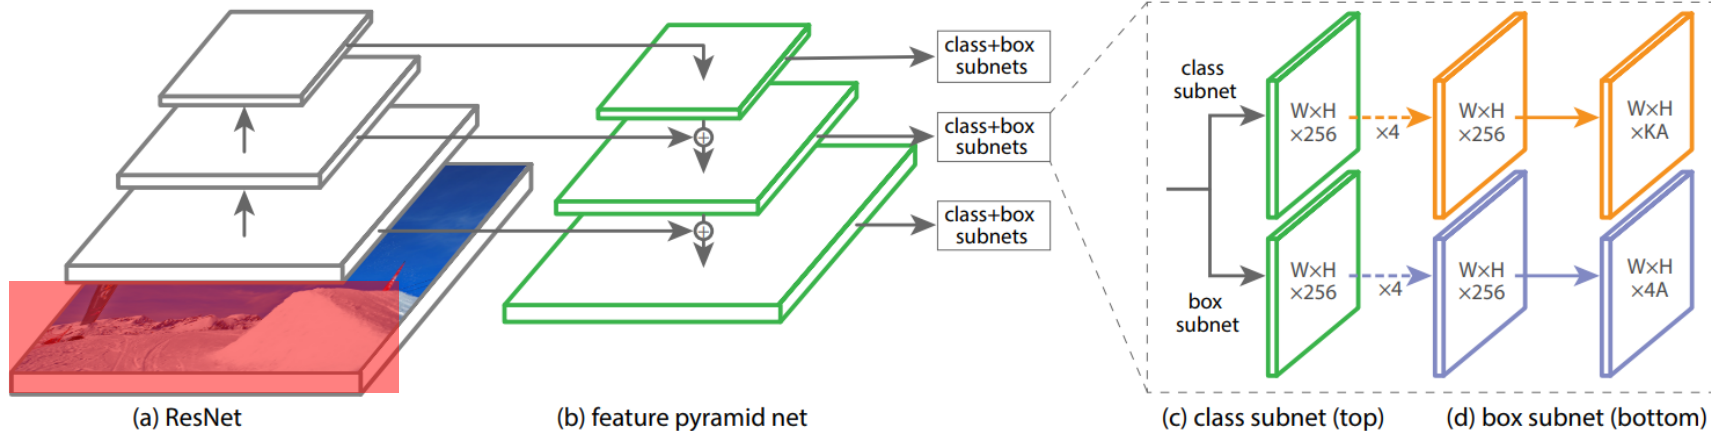 class+box
subnets
class+box
subnets
class+box
subnets
class
subnet
W×H
×256
×4
W×H
×256
W×H
×KA
box
subnet
W×H
×256
×4
W×H
×256
W×H
×4A
(a) ResNet
(b) feature pyramid net
(c) class subnet (top)
(d) box subnet (bottom)